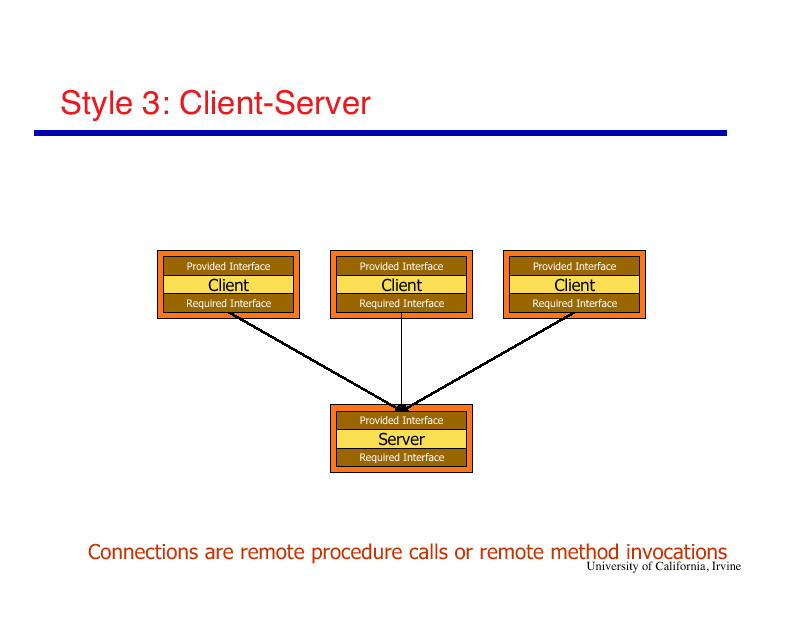 Style 3: Client-Server
Provided Interface
Client
Required Interface
Provided Interface
Client
Required Interface
Provided Interface
Client
Required Interface
Provided Interface
Server
Required Interface
Connections are remote procedure calls or remote method invocations
University of California, Irvine